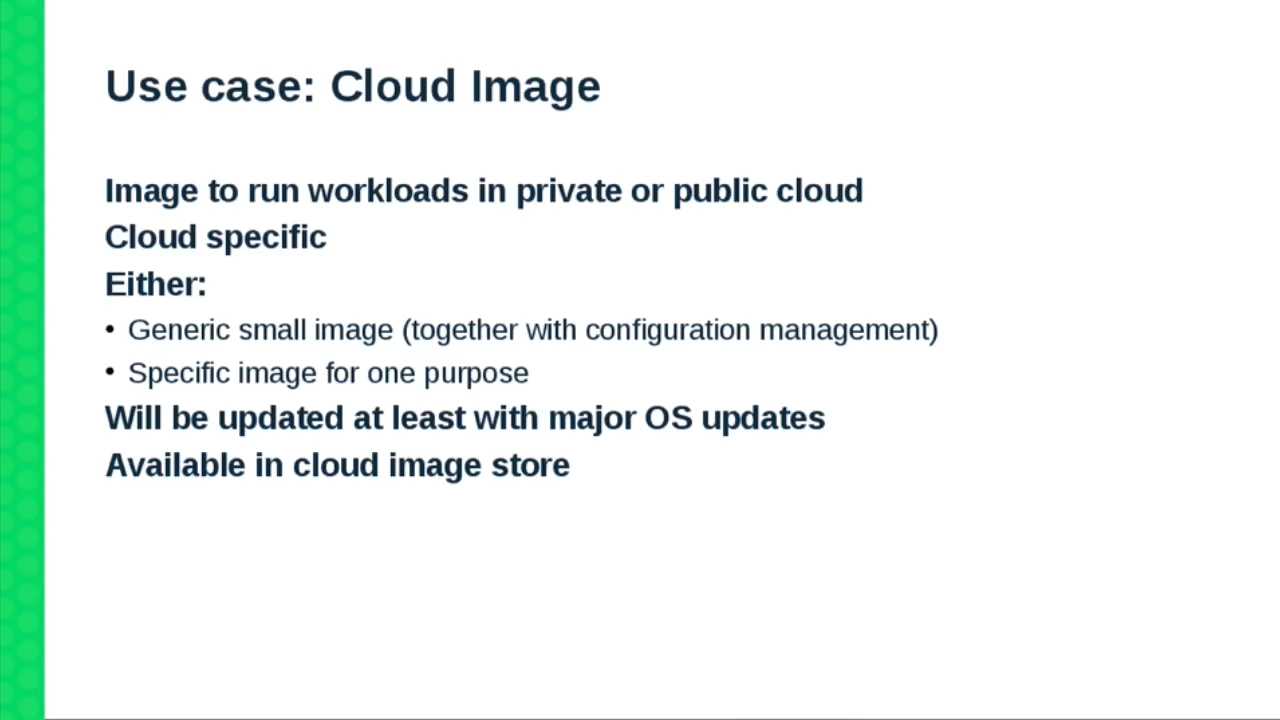 Use case: Cloud Image
Image to run workloads in private or public cloud
Cloud specific
Either:
• Generic small image (together with configuration management)
• Specific image for one purpose
Will be updated at least with major OS updates
Available in cloud image store